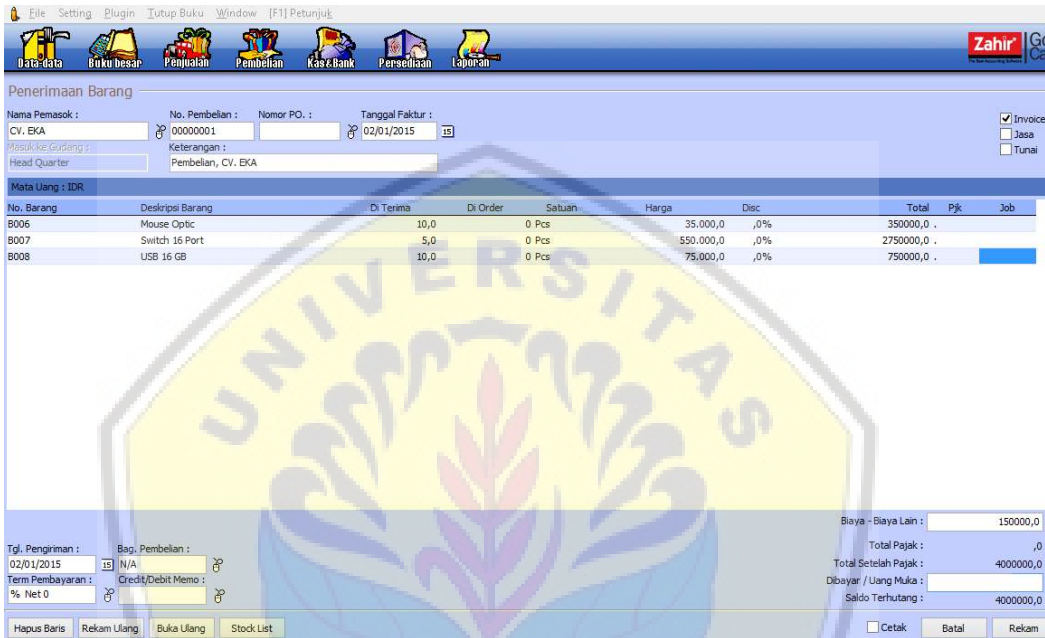 File Setting Plugin Tutup Buku Window [F1] Petunjuk
Data-data Buku besar Penjualan Pembelian Kas&Bank Persediaan Laporan
Zahir
Penerimaan Barang
Nama Pemasok : No. Pembelian : Nomor PO. : Tanggal Faktur :
CV. EKA 00000001 02/01/2015 15 Invoice
Masuk ke Gudang : Keterangan : Jasa
Head Quarter Pembelian, CV. EKA Tunai
Mata Uang : IDR
No. Barang Deskripsi Barang Di Terima Di Order Satuan Harga Disc Total Pjk Job
B006 Mouse Optic 10,0 0 Pcs 35.000,0 ,0% 350000,0 .
B007 Switch 16 Port 5,0 0 Pcs 550.000,0 ,0% 2750000,0 .
B008 USB 16 GB 10,0 0 Pcs 75.000,0 ,0% 750000,0 .
UNIVERSITAS
Biaya - Biaya Lain : 150000,0
Tgl. Pengiriman : Bag. Pembelian : Total Pajak : ,0
02/01/2015 15 N/A Total Setelah Pajak : 4000000,0
Term Pembayaran : Credit/Debit Memo : Dibayar / Uang Muka :
% Net 0 Saldo Terhutang : 4000000,0
Hapus Baris Rekam Ulang Buka Ulang Stock List Cetak Batal Rekam